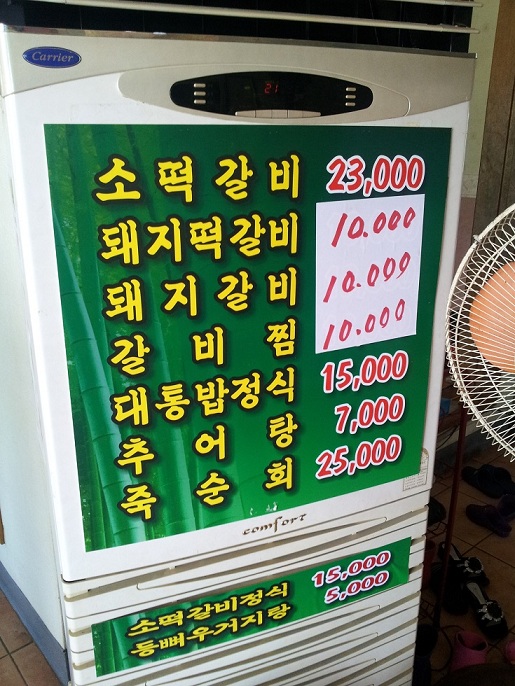 Carrier
21
소떡갈비 23,000
돼지떡갈비 10.000
돼지갈비 10.000
갈비찜 10.000
대통밥정식 15,000
추어탕 7,000
죽순회 25,000
comfort
소떡갈비정식 15,000
등뼈우거지탕 5,000